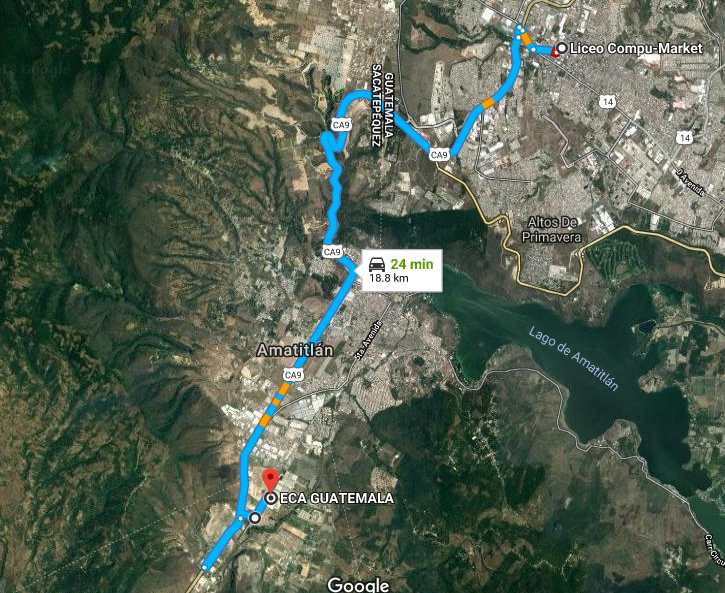 Liceo Compu-Market
14
GUATEMALA
SACATEPÉQUEZ
CA9
14
CA9
Altos De
Primavera
CA9
24 min
18.8 km
Lago de Amatitlán
Amatitlán
CA9
ECA GUATEMALA
Google